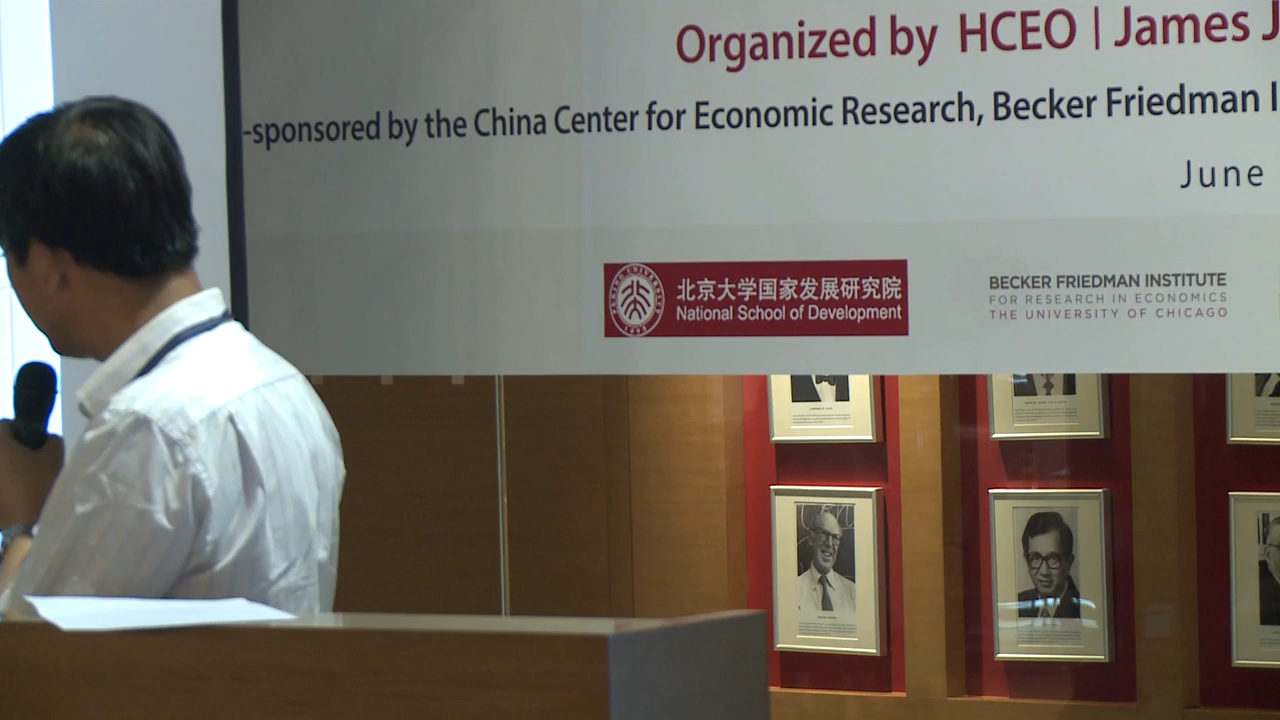 Organized by HCEO | James J
-sponsored by the China Center for Economic Research, Becker Friedman I
June
北京大学国家发展研究院
National School of Development
BECKER FRIEDMAN INSTITUTE
FOR RESEARCH IN ECONOMICS
THE UNIVERSITY OF CHICAGO
1898